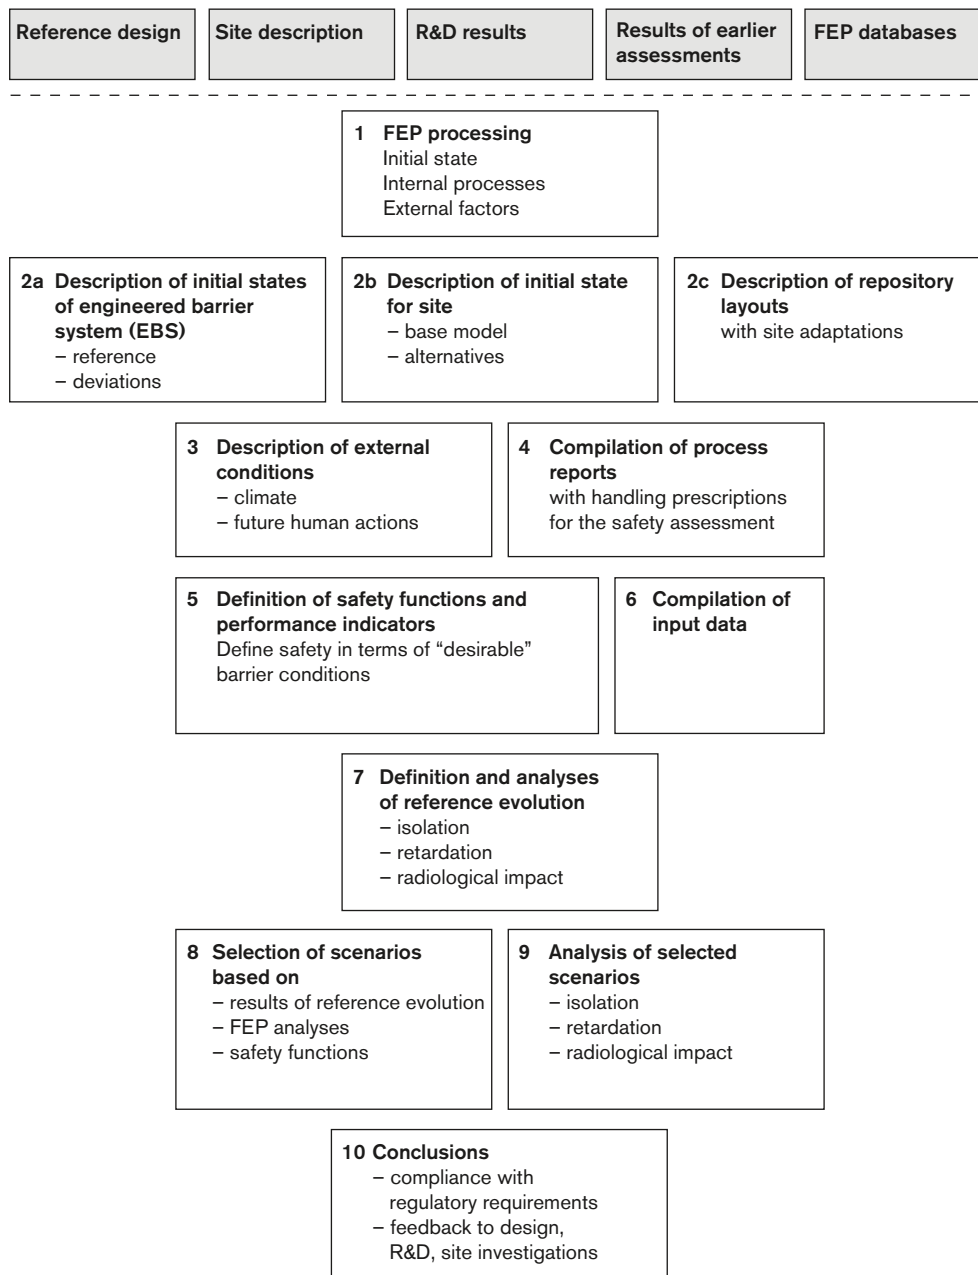 Reference design
Site description
R&D results
Results of earlier
assessments
FEP databases
1 FEP processing
Initial state
Internal processes
External factors
2a Description of initial states
of engineered barrier
system (EBS)
– reference
– deviations
2b Description of initial state
for site
– base model
– alternatives
2c Description of repository
layouts
with site adaptations
3 Description of external
conditions
– climate
– future human actions
4 Compilation of process
reports
with handling prescriptions
for the safety assessment
5 Definition of safety functions and
performance indicators
Define safety in terms of “desirable”
barrier conditions
6 Compilation of
input data
7 Definition and analyses
of reference evolution
– isolation
– retardation
– radiological impact
8 Selection of scenarios
based on
– results of reference evolution
– FEP analyses
– safety functions
9 Analysis of selected
scenarios
– isolation
– retardation
– radiological impact
10 Conclusions
– compliance with
regulatory requirements
– feedback to design,
R&D, site investigations